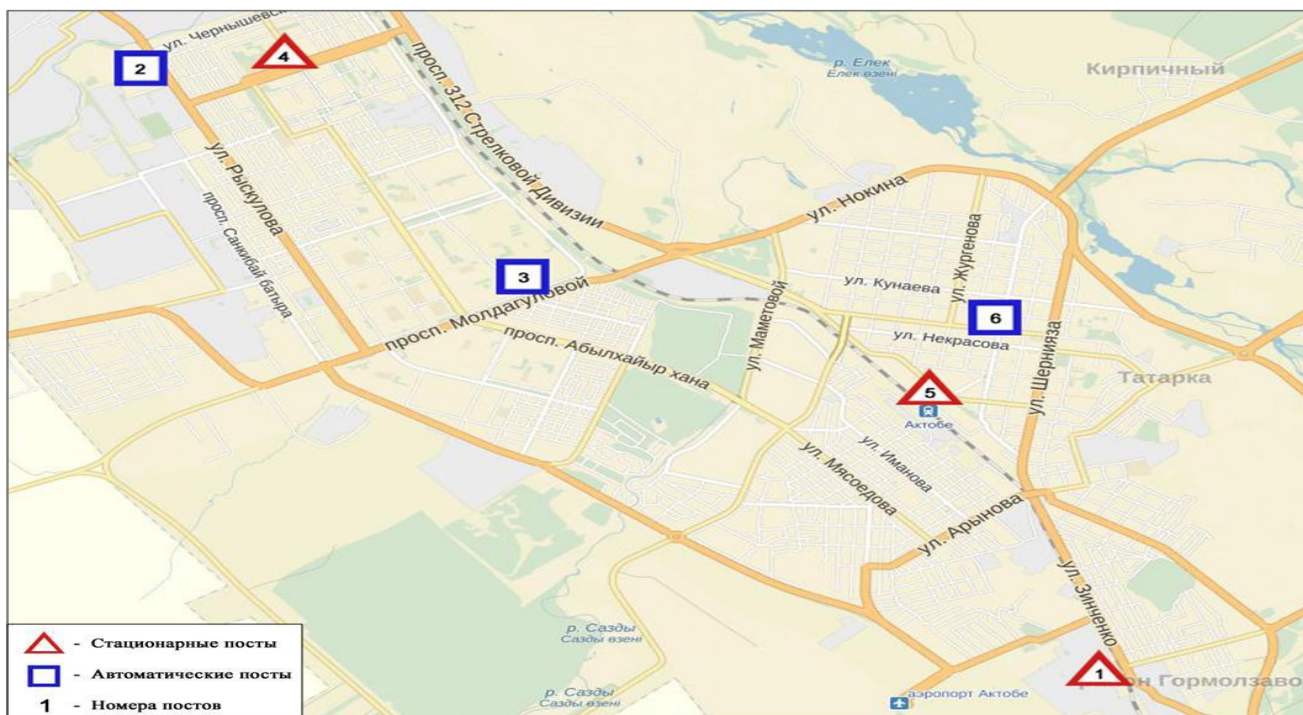 ул. Чернышевск
4
2
просп. 312 Стрелковой Дивизии
р. Елек
Елек өзені
Кирпичный
ул. Рыскулова
просп. Санкибай батыра
ул. Нокина
ул. Жургенова
3
ул. Кунаева
просп. Молдагуловой
6
ул. Некрасова
просп. Абылхайыр хана
ул. Маметовой
ул. Шернияза
Татарка
5
Актобе
ул. Иманова
ул. Мясоедова
ул. Арынова
ул. Зинченко
р. Сазды
Сазды өзені
1
он Гормолзаво
р. Сазды
Сазды өзені
аэропорт Актобе
- Стационарные посты
- Автоматические посты
1 - Номера постов